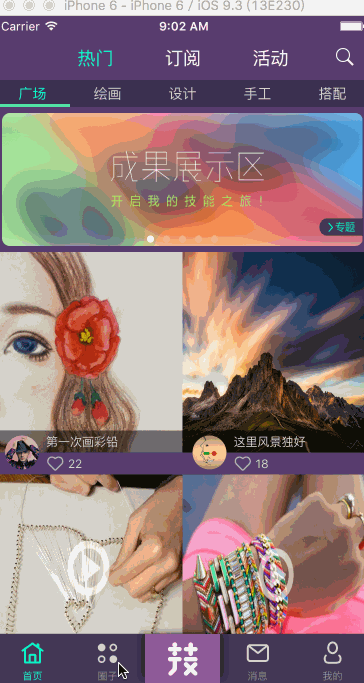 iPhone 6 - iPhone 6 / iOS 9.3 (13E230)
Carrier 9:02 AM
热门 订阅 活动
广场 绘画 设计 手工 搭配
成果展示区
开启我的技能之旅！
专题
第一次画彩铅 这里风景独好
22 18
技
首页 圈子 消息 我的